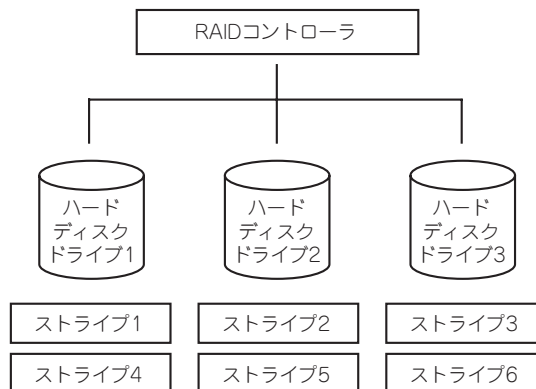 RAIDコントローラ
ハード
ディスク
ドライブ1
ハード
ディスク
ドライブ2
ハード
ディスク
ドライブ3
ストライプ1
ストライプ2
ストライプ3
ストライプ4
ストライプ5
ストライプ6